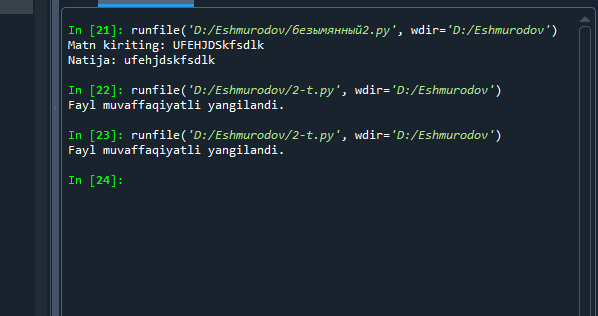 In [21]: runfile('D:/Eshmurodov/безымянный2.py', wdir='D:/Eshmurodov')
Matn kiriting: UFEHJDSkfsdlk
Natija: ufehjdskfsdlk
In [22]: runfile('D:/Eshmurodov/2-t.py', wdir='D:/Eshmurodov')
Fayl muvaffaqiyatli yangilandi.
In [23]: runfile('D:/Eshmurodov/2-t.py', wdir='D:/Eshmurodov')
Fayl muvaffaqiyatli yangilandi.
In [24]: